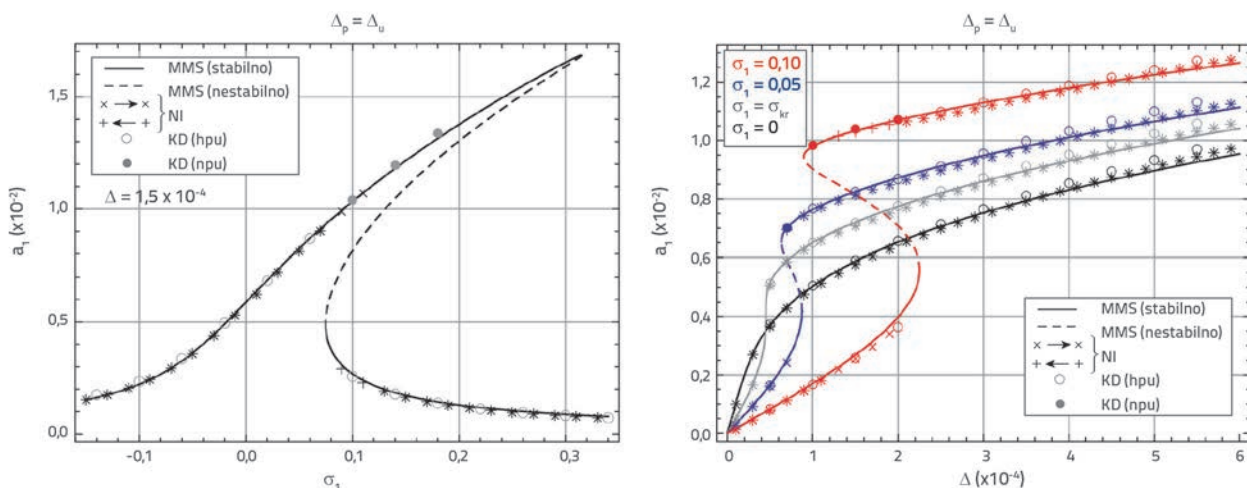 Δp = Δu
a1 (x10-2)
1,5
1,0
0,5
0,0
MMS (stabilno)
MMS (nestabilno)
NI
KD (hpu)
KD (npu)
Δ = 1,5 x 10-4
-0,1
0,0
0,1
0,2
0,3
σ1
Δp = Δu
a1 (x10-2)
1,2
1,0
0,8
0,6
0,4
0,2
0,0
σ1 = 0,10
σ1 = 0,05
σ1 = σkr
σ1 = 0
MMS (stabilno)
MMS (nestabilno)
NI
KD (hpu)
KD (npu)
0
1
2
3
4
5
6
Δ (x10-4)